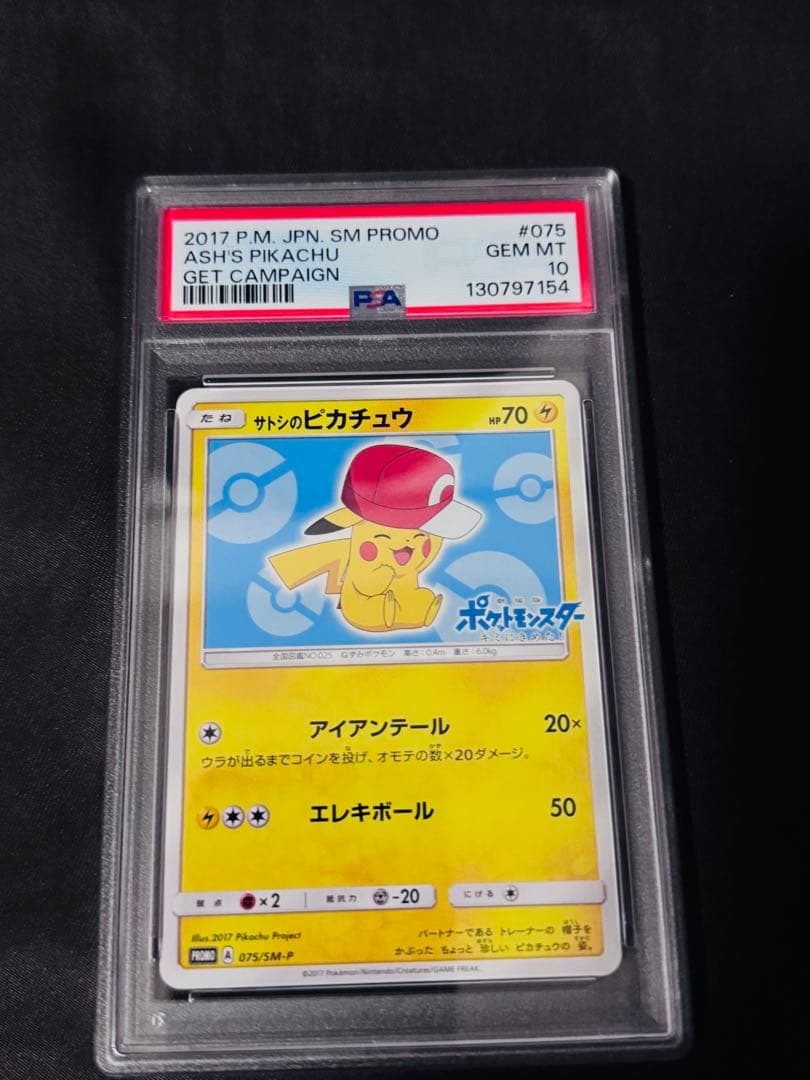 2017 P.M. JPN. SM PROMO #075
ASH'S PIKACHU GEM MT
GET CAMPAIGN 10
PSA 130797154
たね サトシのピカチュウ HP70
ポケットモンスター
キミにきめた!
全国図鑑NO.025 ねずみポケモン 高さ:0.4m 重さ:6.0kg
アイアンテール 20×
ウラが出るまでコインを投げ、オモテの数×20ダメージ。
エレキボール 50
弱点 ×2 抵抗力 -20 にげる
Illus.2017 Pikachu Project
パートナーである トレーナーの 帽子を
かぶった ちょっと 珍しい ピカチュウの 姿。
PROMO A 075/SM-P
©2017 Pokémon/Nintendo/Creatures/GAME FREAK.